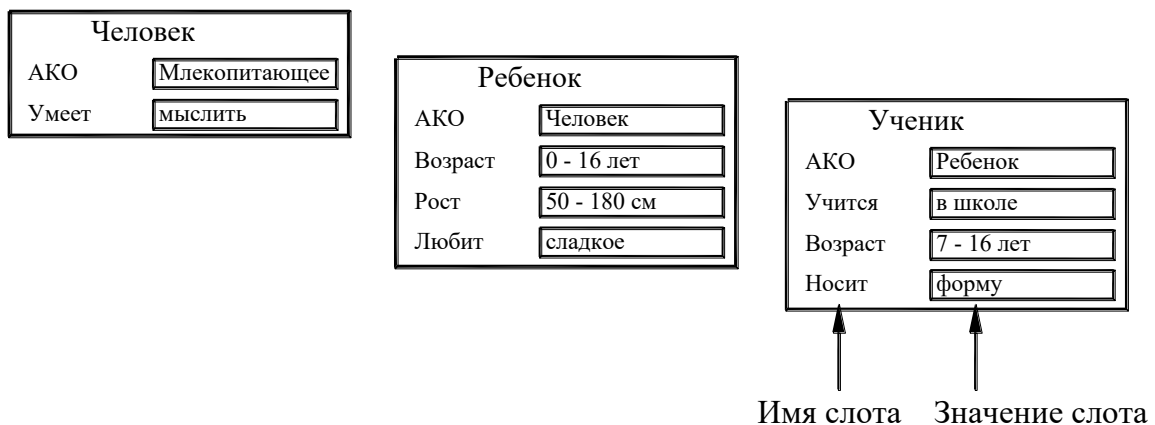 Человек
АКО Млекопитающее
Умеет мыслить
Ребенок
АКО Человек
Возраст 0 - 16 лет
Рост 50 - 180 см
Любит сладкое
Ученик
АКО Ребенок
Учится в школе
Возраст 7 - 16 лет
Носит форму
Имя слота Значение слота